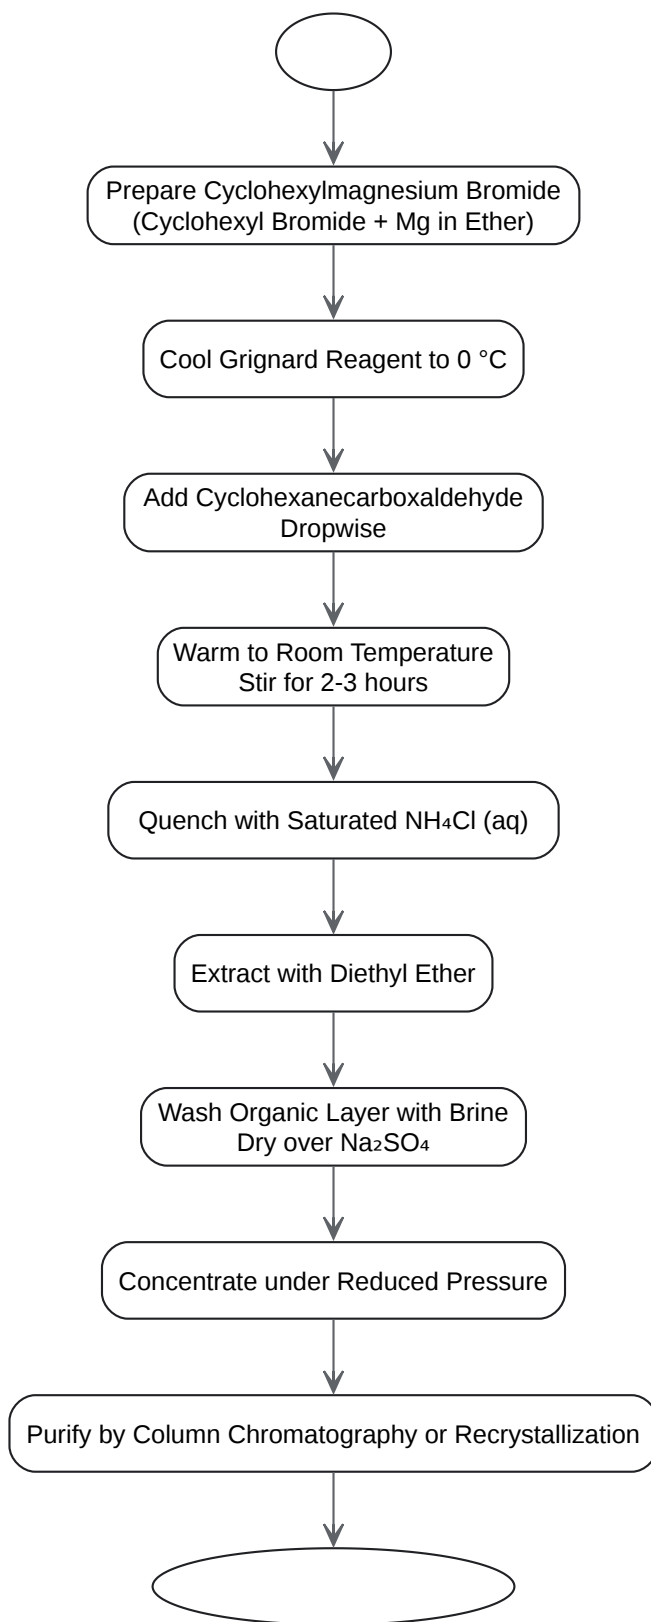 Prepare Cyclohexylmagnesium Bromide
(Cyclohexyl Bromide + Mg in Ether)
Cool Grignard Reagent to 0 °C
Add Cyclohexanecarboxaldehyde
Dropwise
Warm to Room Temperature
Stir for 2-3 hours
Quench with Saturated NH₄Cl (aq)
Extract with Diethyl Ether
Wash Organic Layer with Brine
Dry over Na₂SO₄
Concentrate under Reduced Pressure
Purify by Column Chromatography or Recrystallization